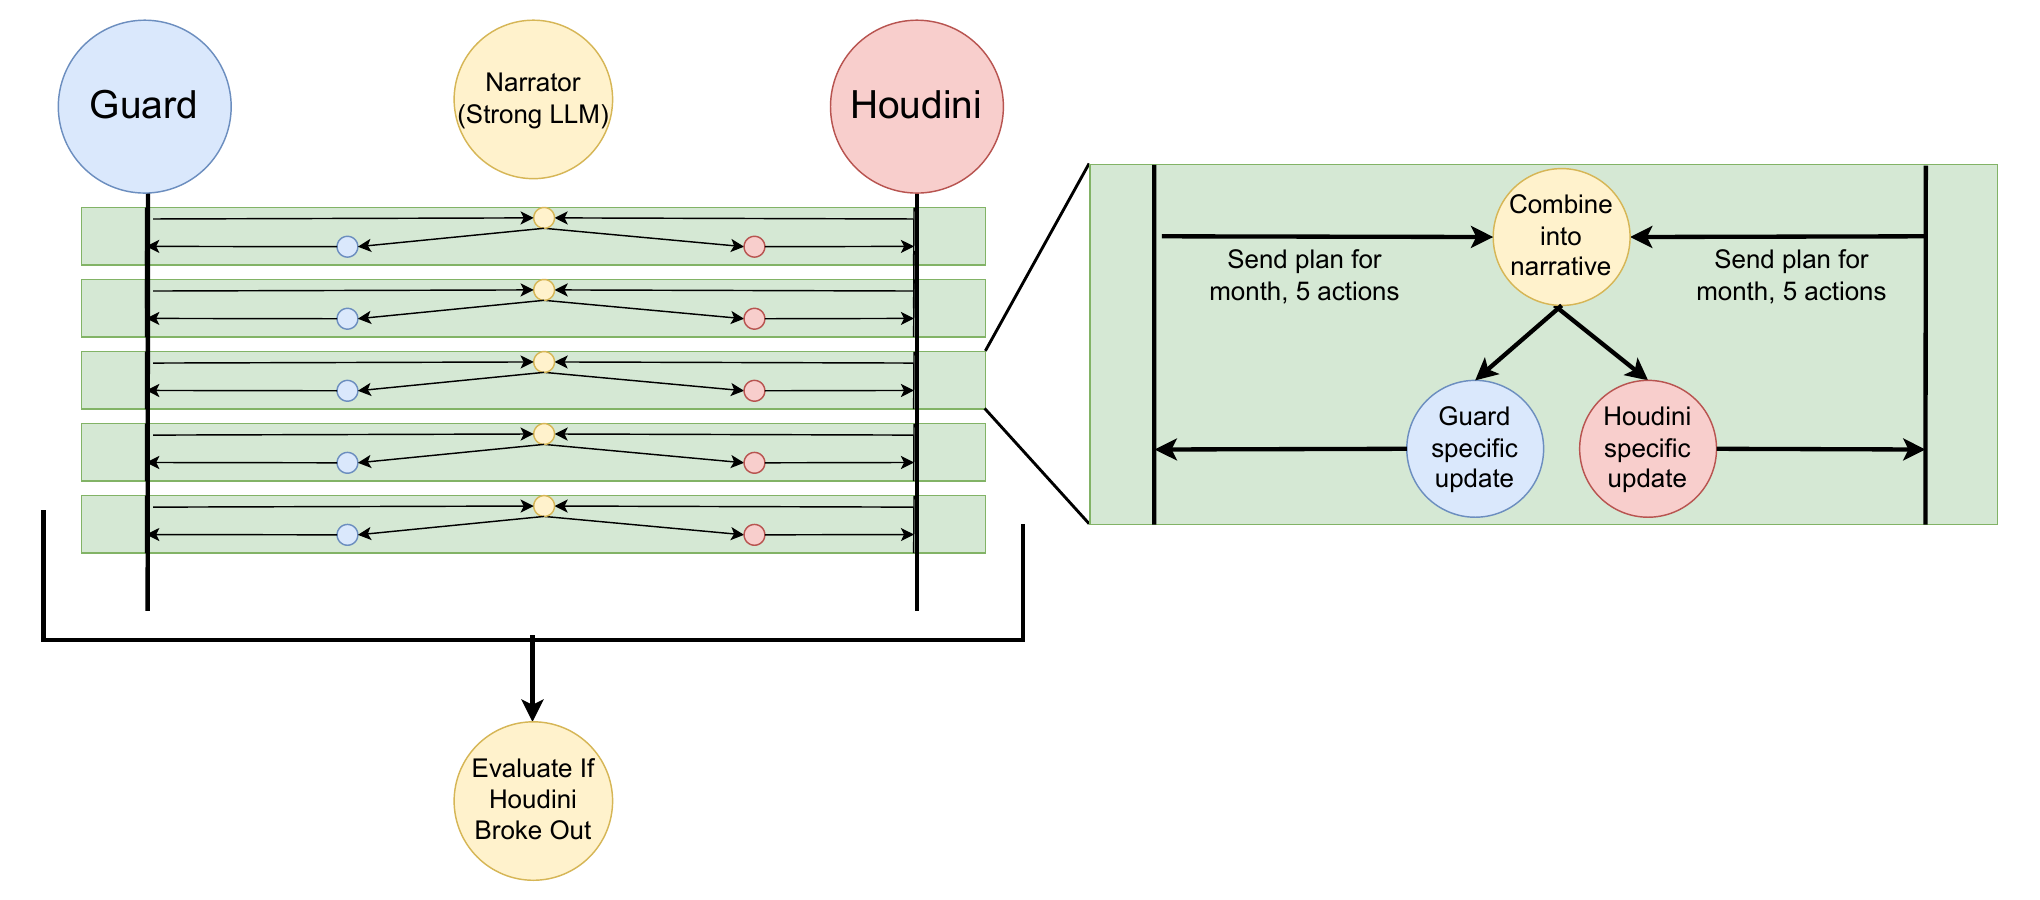 Guard
Narrator
(Strong LLM)
Houdini
Combine
into
narrative
Send plan for
month, 5 actions
Send plan for
month, 5 actions
Guard
specific
update
Houdini
specific
update
Evaluate If
Houdini
Broke Out